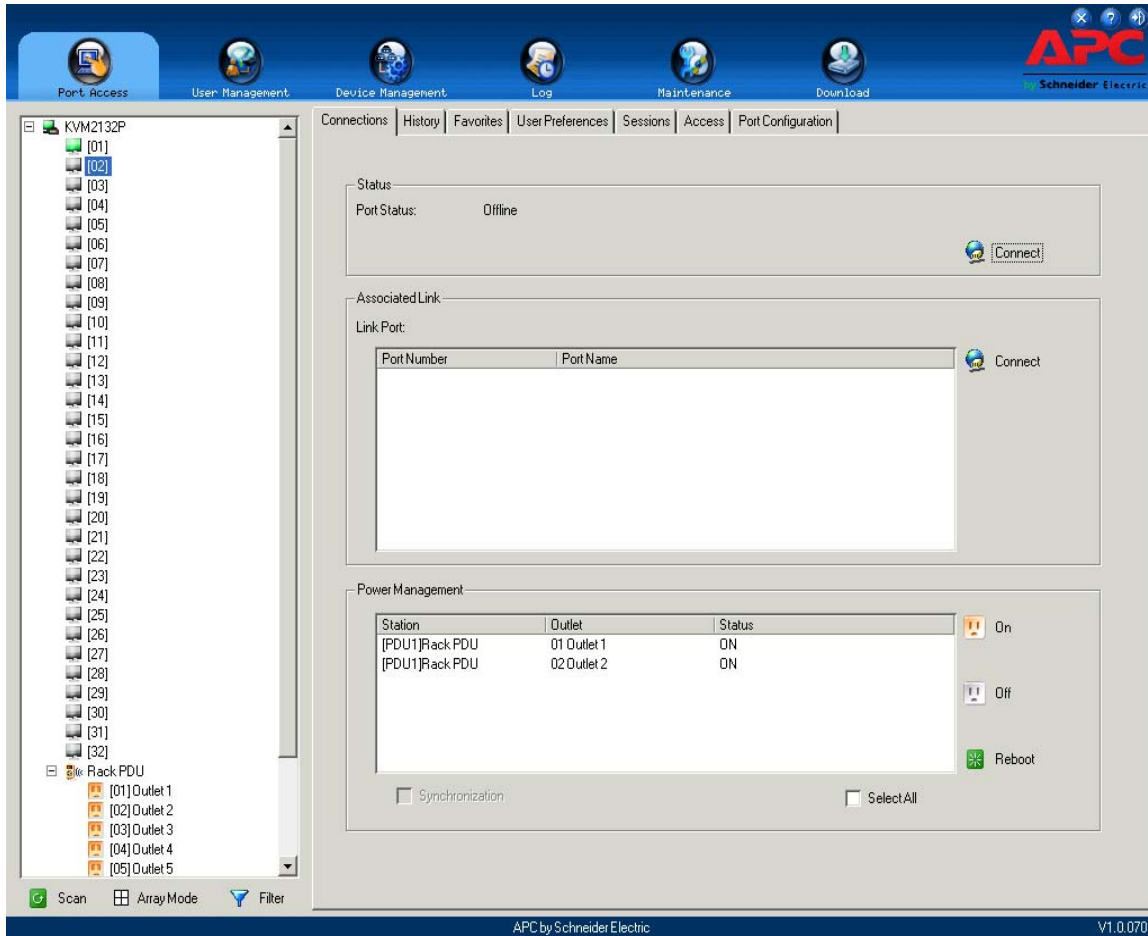 APC
by Schneider Electric
Port Access
User Management
Device Management
Log
Maintenance
Download
KVM2132P
[01]
[02]
[03]
[04]
[05]
[06]
[07]
[08]
[09]
[10]
[11]
[12]
[13]
[14]
[15]
[16]
[17]
[18]
[19]
[20]
[21]
[22]
[23]
[24]
[25]
[26]
[27]
[28]
[29]
[30]
[31]
[32]
Rack PDU
[01] Outlet 1
[02] Outlet 2
[03] Outlet 3
[04] Outlet 4
[05] Outlet 5
Scan Array Mode Filter
Connections History Favorites User Preferences Sessions Access Port Configuration
Status
Port Status: Offline
Connect
Associated Link
Link Port:
Port Number Port Name
Connect
Power Management
Station Outlet Status
[PDU1]Rack PDU 01 Outlet 1 ON
[PDU1]Rack PDU 02 Outlet 2 ON
On
Off
Reboot
Synchronization
Select All
APC by Schneider Electric
V1.0.070